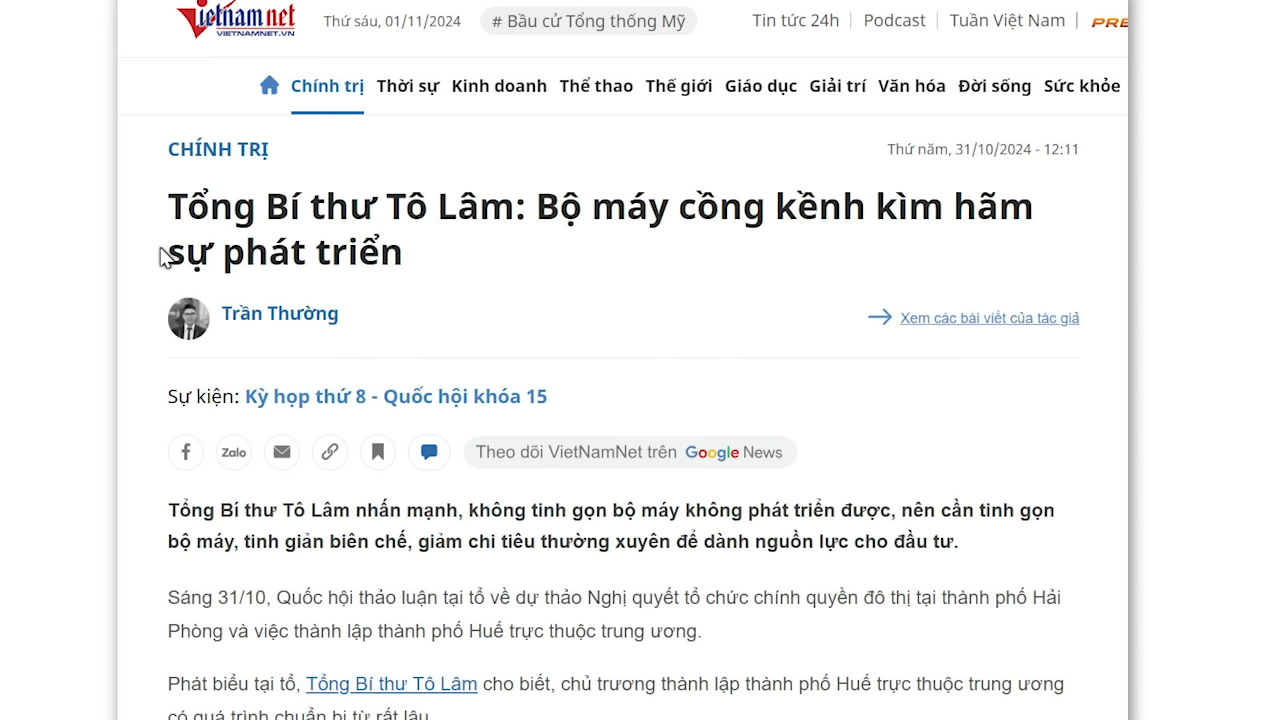 vietnamnet
VIETNAMNET.VN
Thứ sáu, 01/11/2024
# Bầu cử Tổng thống Mỹ
Tin tức 24h
Podcast
Tuần Việt Nam
PRE
Chính trị Thời sự Kinh doanh Thể thao Thế giới Giáo dục Giải trí Văn hóa Đời sống Sức khỏe
CHÍNH TRỊ
Thứ năm, 31/10/2024 - 12:11
Tổng Bí thư Tô Lâm: Bộ máy cồng kềnh kìm hãm
sự phát triển
Trần Thường
Xem các bài viết của tác giả
Sự kiện: Kỳ họp thứ 8 - Quốc hội khóa 15
Zalo
Theo dõi VietNamNet trên Google News
Tổng Bí thư Tô Lâm nhấn mạnh, không tinh gọn bộ máy không phát triển được, nên cần tinh gọn
bộ máy, tinh giản biên chế, giảm chi tiêu thường xuyên để dành nguồn lực cho đầu tư.
Sáng 31/10, Quốc hội thảo luận tại tổ về dự thảo Nghị quyết tổ chức chính quyền đô thị tại thành phố Hải
Phòng và việc thành lập thành phố Huế trực thuộc trung ương.
Phát biểu tại tổ, Tổng Bí thư Tô Lâm cho biết, chủ trương thành lập thành phố Huế trực thuộc trung ương
có quá trình chuẩn bị từ rất lâu